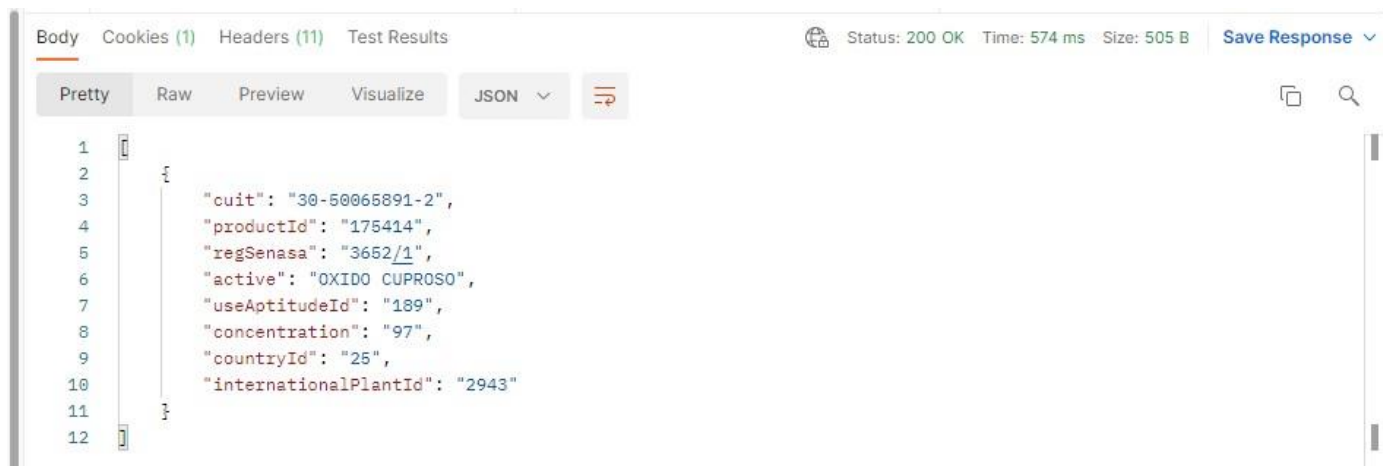 Body Cookies (1) Headers (11) Test Results Status: 200 OK Time: 574 ms Size: 505 B Save Response
Pretty Raw Preview Visualize JSON
1 [
2 {
3 "cuit": "30-50065891-2",
4 "productId": "175414",
5 "regSenasa": "3652/1",
6 "active": "OXIDO CUPROSO",
7 "useAptitudeId": "189",
8 "concentration": "97",
9 "countryId": "25",
10 "internationalPlantId": "2943"
11 }
12 ]